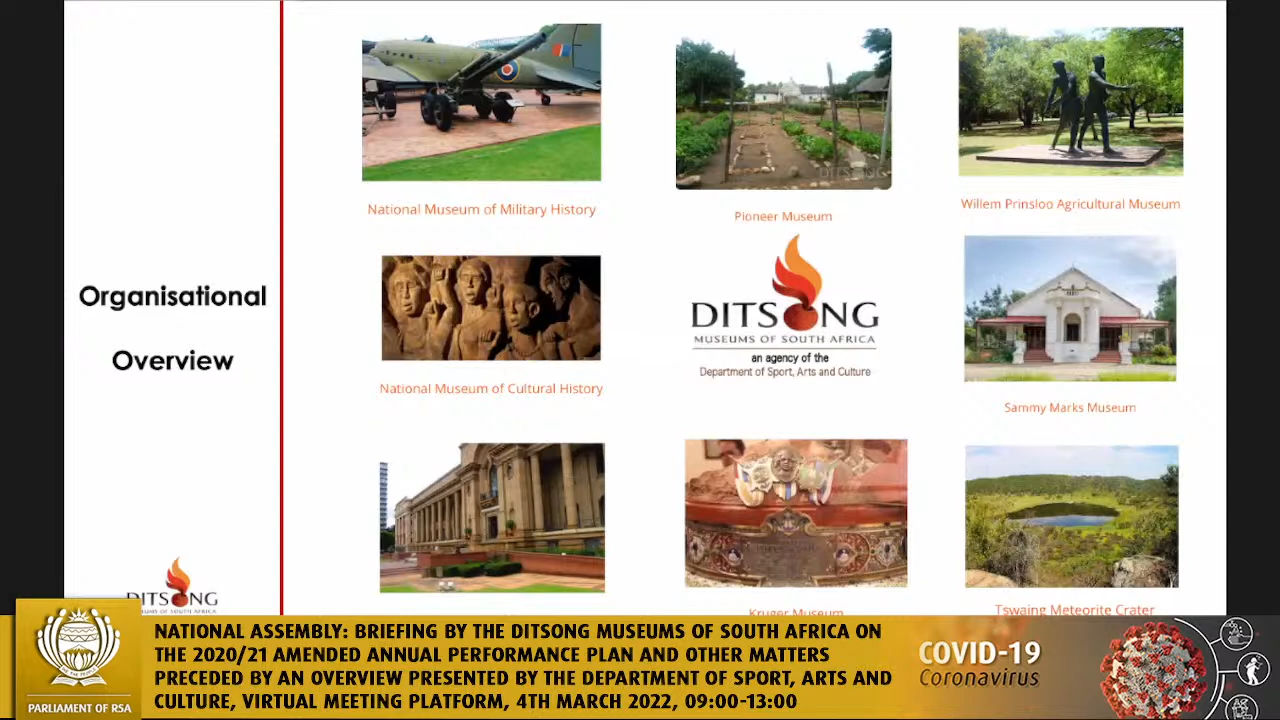 Organisational
Overview
National Museum of Military History
Pioneer Museum
Willem Prinsloo Agricultural Museum
DITSONG
MUSEUMS OF SOUTH AFRICA
an agency of the
Department of Sport, Arts and Culture
National Museum of Cultural History
Sammy Marks Museum
Kruger Museum
Tswaing Meteorite Crater
DITSONG
MUSEUMS OF SOUTH AFRICA
PARLIAMENT OF RSA
NATIONAL ASSEMBLY: BRIEFING BY THE DITSONG MUSEUMS OF SOUTH AFRICA ON
THE 2020/21 AMENDED ANNUAL PERFORMANCE PLAN AND OTHER MATTERS
PRECEDED BY AN OVERVIEW PRESENTED BY THE DEPARTMENT OF SPORT, ARTS AND
CULTURE, VIRTUAL MEETING PLATFORM, 4TH MARCH 2022, 09:00-13:00
COVID-19
Coronavirus